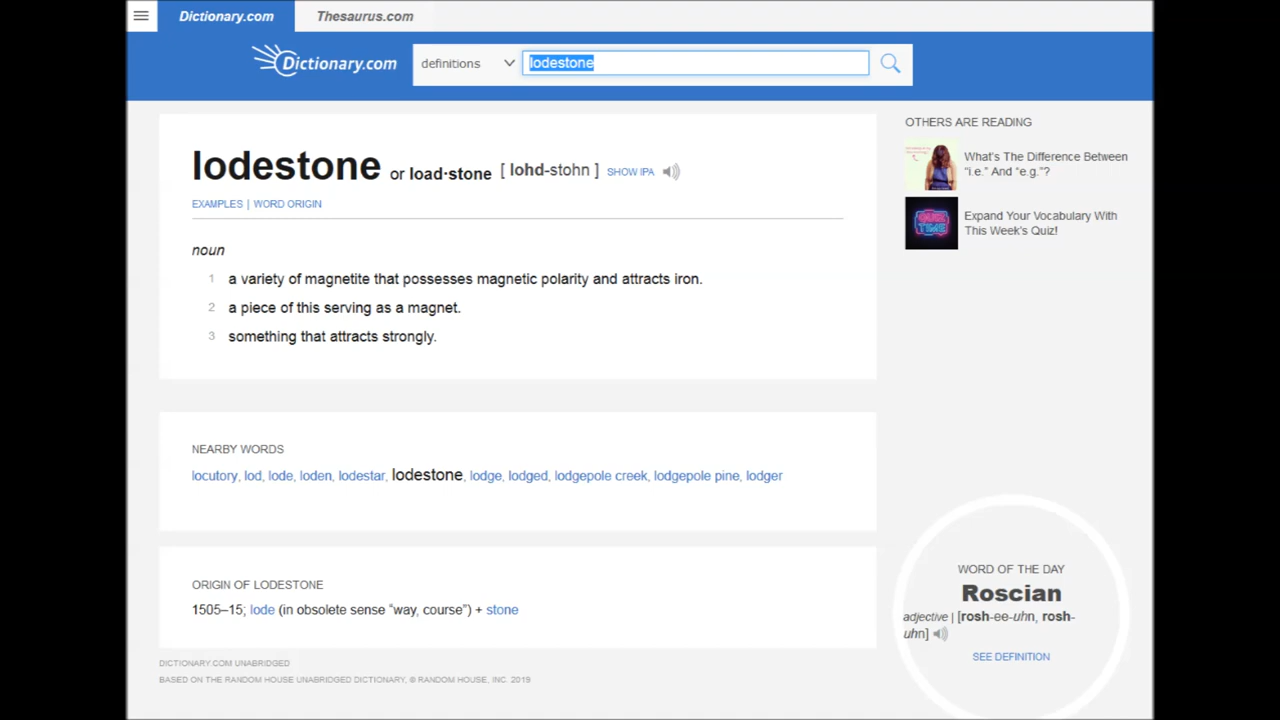 Dictionary.com
Thesaurus.com
Dictionary.com
definitions
lodestone
lodestone or load·stone [ lohd-stohn ] SHOW IPA
EXAMPLES | WORD ORIGIN
noun
1 a variety of magnetite that possesses magnetic polarity and attracts iron.
2 a piece of this serving as a magnet.
3 something that attracts strongly.
NEARBY WORDS
locutory, lod, lode, loden, lodestar, lodestone, lodge, lodged, lodgepole creek, lodgepole pine, lodger
ORIGIN OF LODESTONE
1505–15; lode (in obsolete sense “way, course”) + stone
DICTIONARY.COM UNABRIDGED
BASED ON THE RANDOM HOUSE UNABRIDGED DICTIONARY, © RANDOM HOUSE, INC. 2019
OTHERS ARE READING
What’s The Difference Between
“i.e.” And “e.g.”?
QUIZ
TIME
Expand Your Vocabulary With
This Week’s Quiz!
WORD OF THE DAY
Roscian
adjective | [rosh-ee-uhn, rosh-
uhn]
SEE DEFINITION